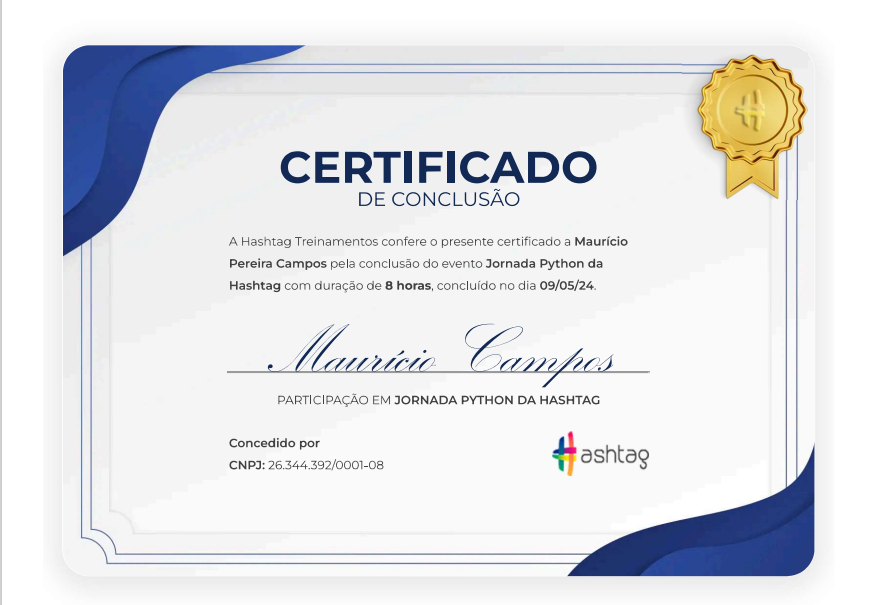 CERTIFICADO
DE CONCLUSÃO
A Hashtag Treinamentos confere o presente certificado a Maurício
Pereira Campos pela conclusão do evento Jornada Python da
Hashtag com duração de 8 horas, concluído no dia 09/05/24.
Maurício Campos
PARTICIPAÇÃO EM JORNADA PYTHON DA HASHTAG
Concedido por
CNPJ: 26.344.392/0001-08
#ashtag